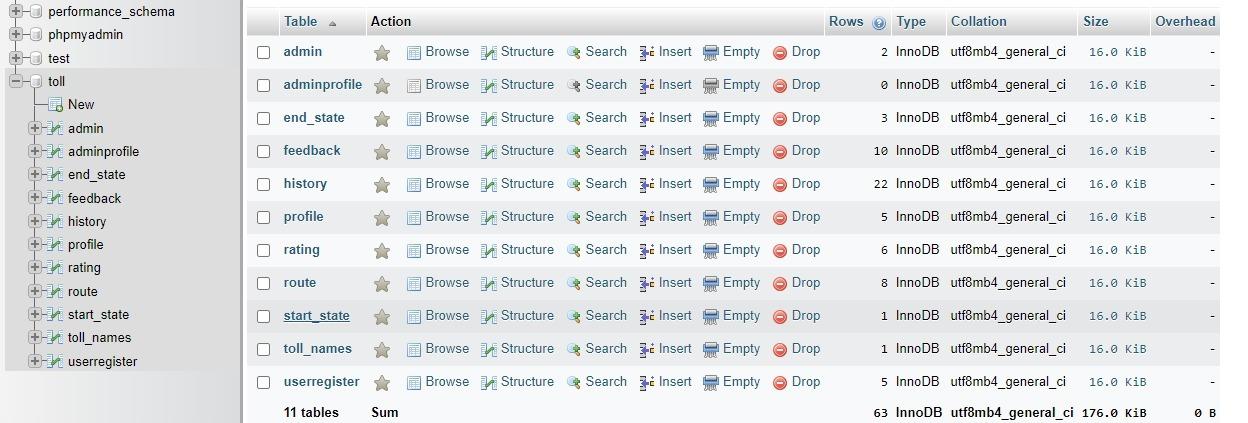 performance_schema
phpmyadmin
test
toll
New
admin
adminprofile
end_state
feedback
history
profile
rating
route
start_state
toll_names
userregister
Table Action Rows Type Collation Size Overhead
admin Browse Structure Search Insert Empty Drop 2 InnoDB utf8mb4_general_ci 16.0 KiB -
adminprofile Browse Structure Search Insert Empty Drop 0 InnoDB utf8mb4_general_ci 16.0 KiB -
end_state Browse Structure Search Insert Empty Drop 3 InnoDB utf8mb4_general_ci 16.0 KiB -
feedback Browse Structure Search Insert Empty Drop 10 InnoDB utf8mb4_general_ci 16.0 KiB -
history Browse Structure Search Insert Empty Drop 22 InnoDB utf8mb4_general_ci 16.0 KiB -
profile Browse Structure Search Insert Empty Drop 5 InnoDB utf8mb4_general_ci 16.0 KiB -
rating Browse Structure Search Insert Empty Drop 6 InnoDB utf8mb4_general_ci 16.0 KiB -
route Browse Structure Search Insert Empty Drop 8 InnoDB utf8mb4_general_ci 16.0 KiB -
start_state Browse Structure Search Insert Empty Drop 1 InnoDB utf8mb4_general_ci 16.0 KiB -
toll_names Browse Structure Search Insert Empty Drop 1 InnoDB utf8mb4_general_ci 16.0 KiB -
userregister Browse Structure Search Insert Empty Drop 5 InnoDB utf8mb4_general_ci 16.0 KiB -
11 tables Sum 63 InnoDB utf8mb4_general_ci 176.0 KiB 0 B